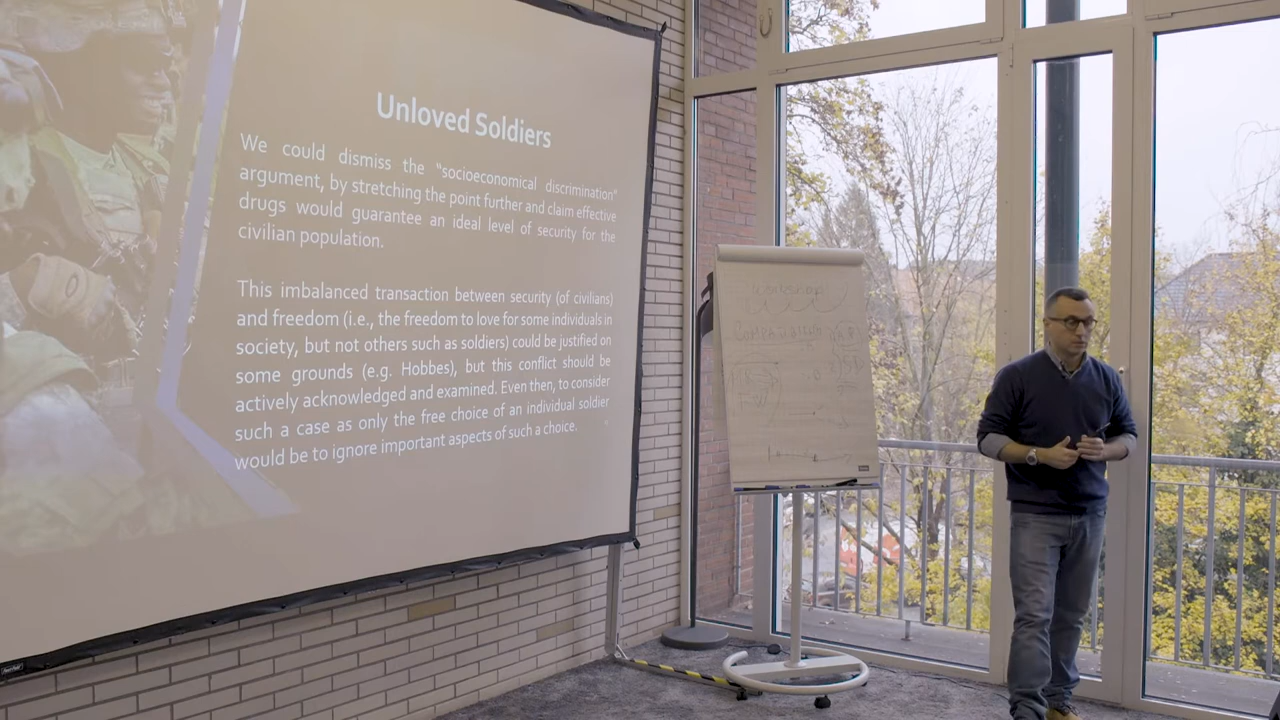 Unloved Soldiers
We could dismiss the "socioeconomical discrimination"
argument, by stretching the point further and claim effective
drugs would guarantee an ideal level of security for the
civilian population.
This imbalanced transaction between security (of civilians)
and freedom (i.e., the freedom to love for some individuals in
society, but not others such as soldiers) could be justified on
some grounds (e.g. Hobbes), but this conflict should be
actively acknowledged and examined. Even then, to consider
such a case as only the free choice of an individual soldier
would be to ignore important aspects of such a choice.